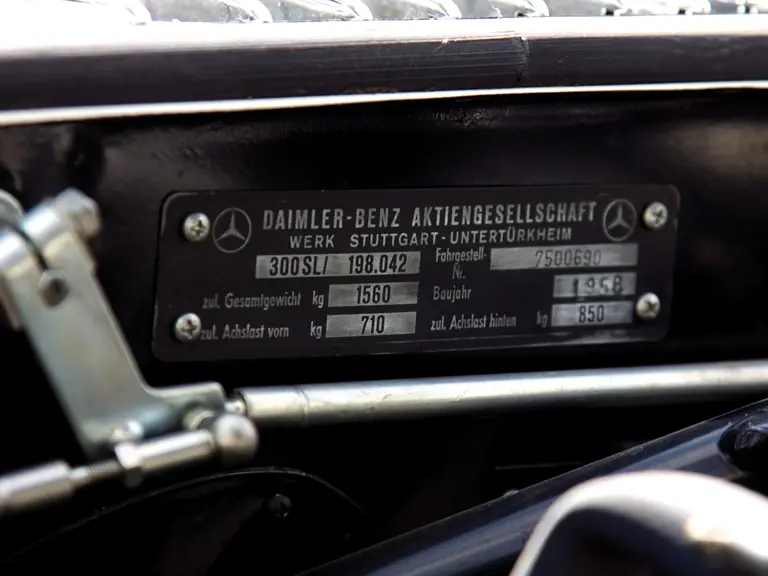 DAIMLER-BENZ AKTIENGESELLSCHAFT
WERK STUTTGART-UNTERTÜRKHEIM
300SL/ 198.042 Fahrgestell-Nr. 7500690
zul. Gesamtgewicht kg 1560 Baujahr 1958
zul. Achslast vorn kg 710 zul. Achslast hinten kg 850